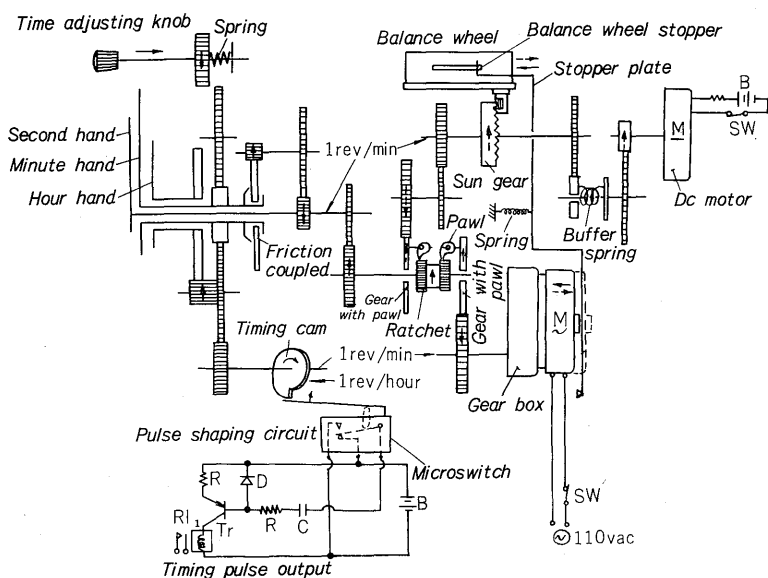 Time adjusting knob
Spring
Balance wheel
Balance wheel stopper
Stopper plate
B
SW
M
Dc motor
Second hand
Minute hand
Hour hand
1rev/min
Sun gear
Spring
Buffer
spring
Friction
coupled
Pawl
Gear
with pawl
Ratchet
Gear with pawl
M
Gear box
Timing cam
1rev/min
1rev/hour
Pulse shaping circuit
Microswitch
R
D
B
Tr
R
C
Rl 1
Timing pulse output
SW
110vac